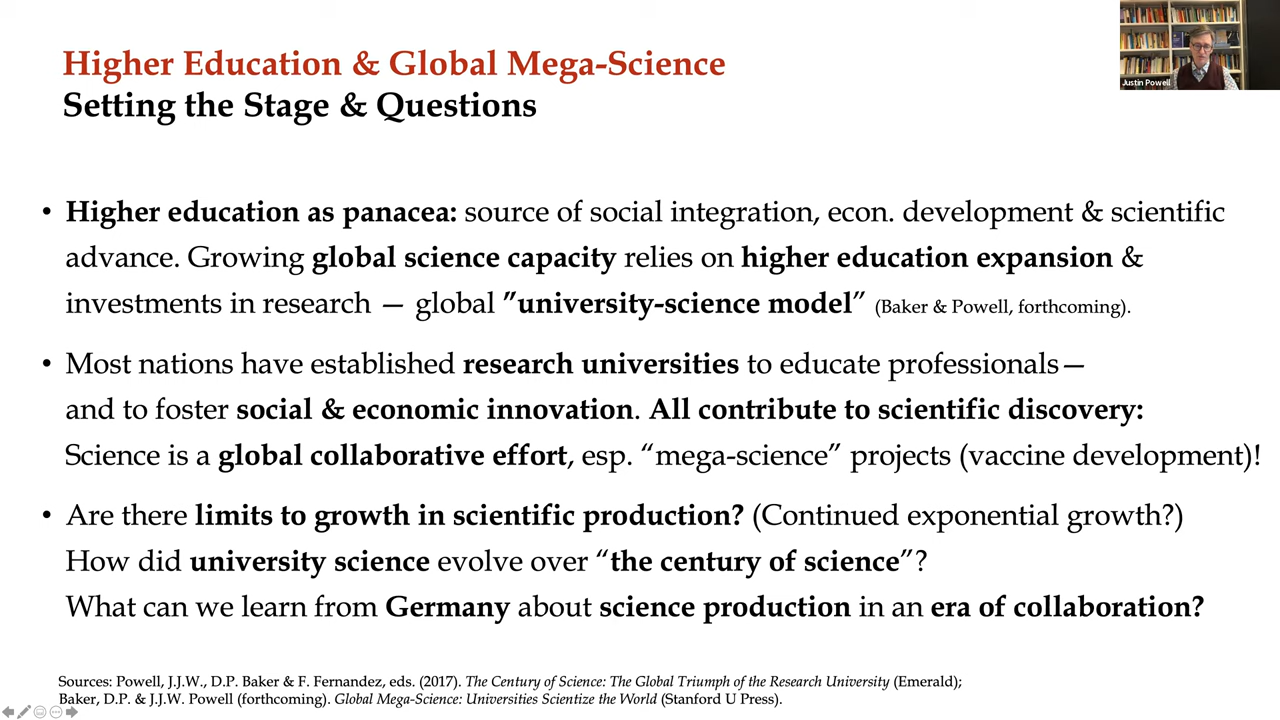 Higher Education & Global Mega-Science
Setting the Stage & Questions
Justin Powell
• Higher education as panacea: source of social integration, econ. development & scientific
advance. Growing global science capacity relies on higher education expansion &
investments in research — global ”university-science model” (Baker & Powell, forthcoming).
• Most nations have established research universities to educate professionals—
and to foster social & economic innovation. All contribute to scientific discovery:
Science is a global collaborative effort, esp. “mega-science” projects (vaccine development)!
• Are there limits to growth in scientific production? (Continued exponential growth?)
How did university science evolve over “the century of science”?
What can we learn from Germany about science production in an era of collaboration?
Sources: Powell, J.J.W., D.P. Baker & F. Fernandez, eds. (2017). The Century of Science: The Global Triumph of the Research University (Emerald);
Baker, D.P. & J.J.W. Powell (forthcoming). Global Mega-Science: Universities Scientize the World (Stanford U Press).